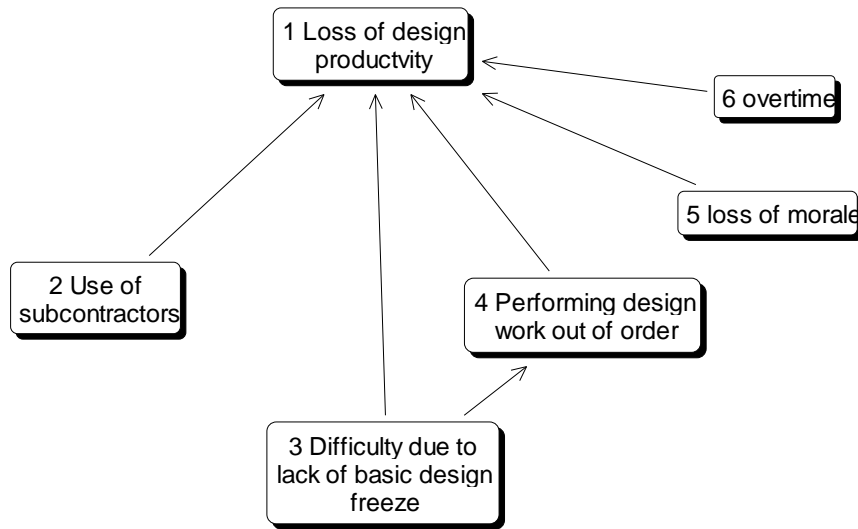 1 Loss of design
productvity
6 overtime
5 loss of morale
2 Use of
subcontractors
4 Performing design
work out of order
3 Difficulty due to
lack of basic design
freeze